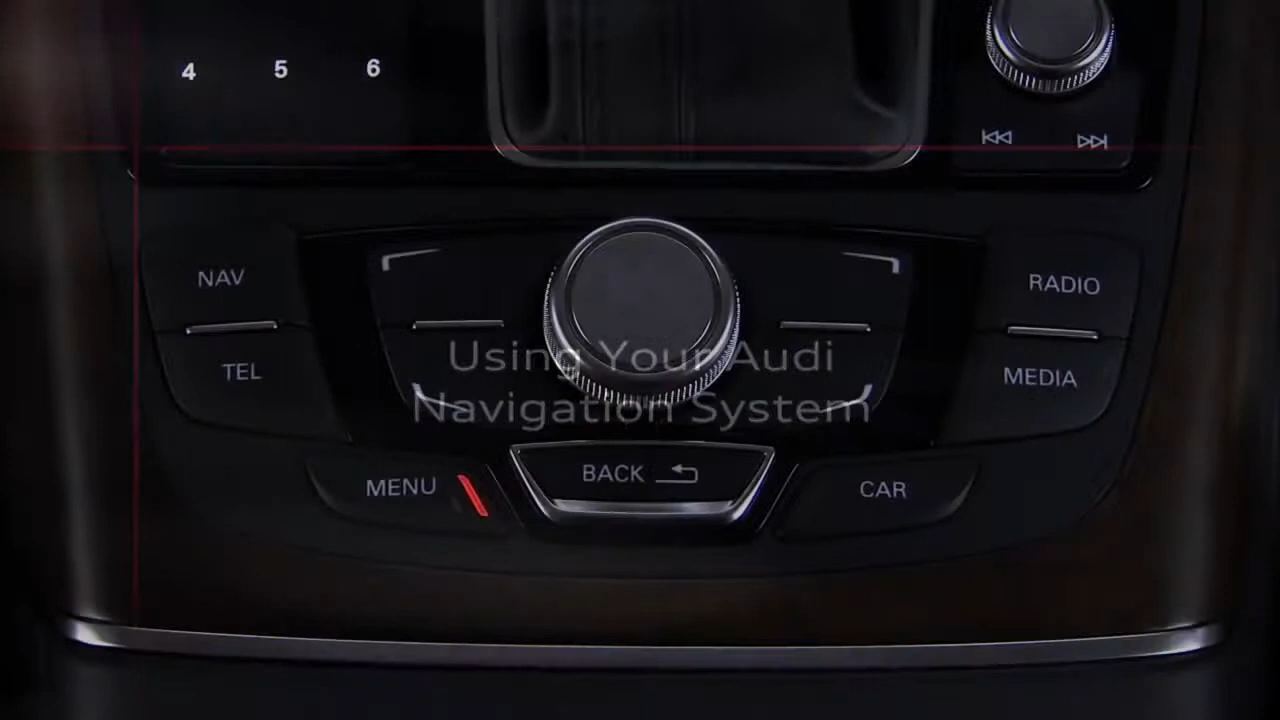 4 5 6
NAV
RADIO
Using Your Audi
Navigation System
TEL
MEDIA
MENU
BACK
CAR